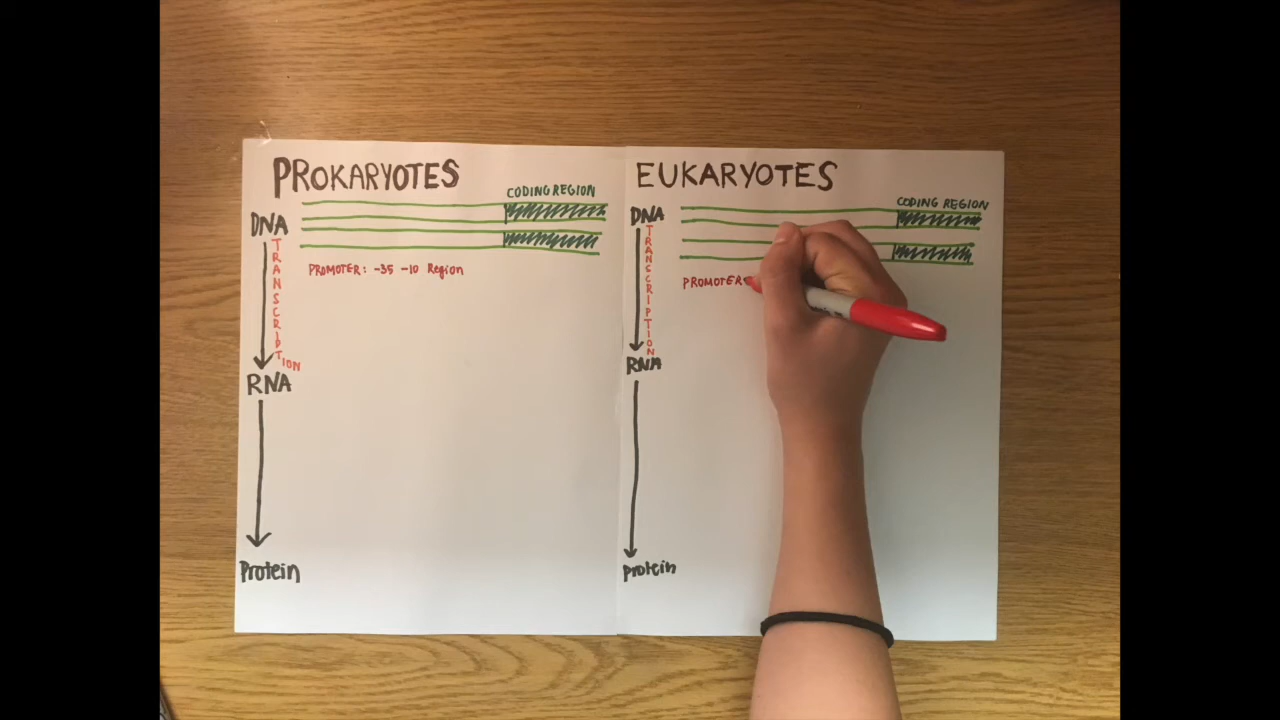 PROKARYOTES
CODING REGION
DNA
TRANSCRIPTION
PROMOTER: -35 -10 Region
RNA
Protein
EUKARYOTES
CODING REGION
DNA
TRANSCRIPTION
PROMOTER
RNA
Protein